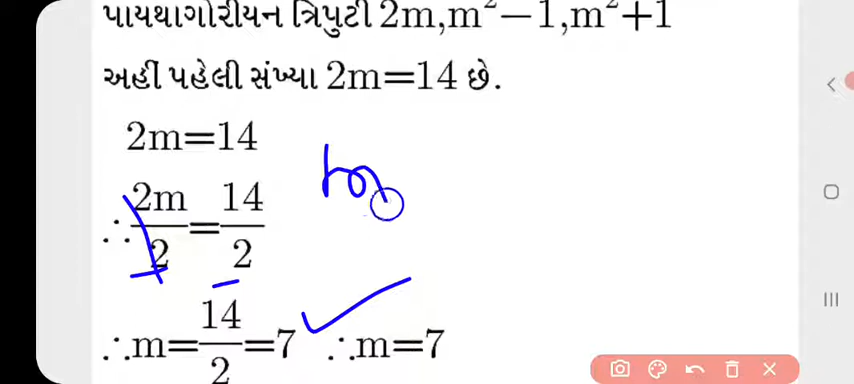 પાયથાગોરીયન ત્રિપુટી 2m,m²−1,m²+1
અહીં પહેલી સંખ્યા 2m=14 છે.
2m=14
∴ 2m/2 = 14/2
∴ m = 14/2 = 7 ∴ m=7